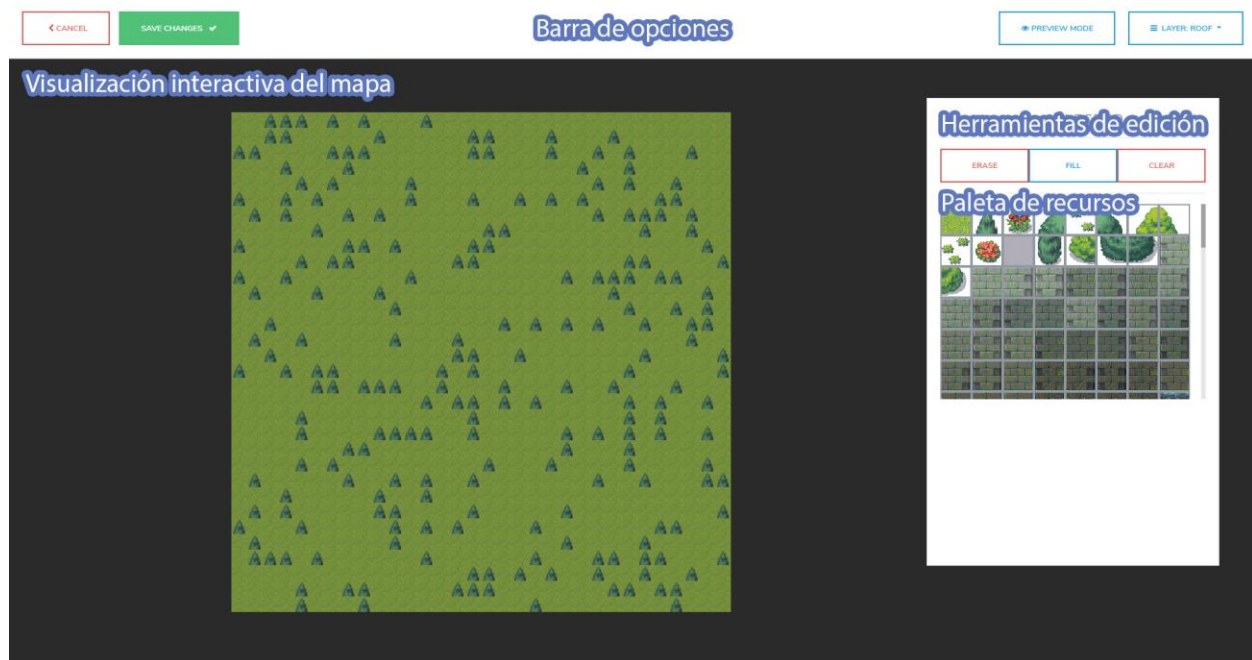 CANCEL
SAVE CHANGES
Barra de opciones
PREVIEW MODE
LAYER: ROOF
Visualización interactiva del mapa
Herramientas de edición
ERASE
FILL
CLEAR
Paleta de recursos